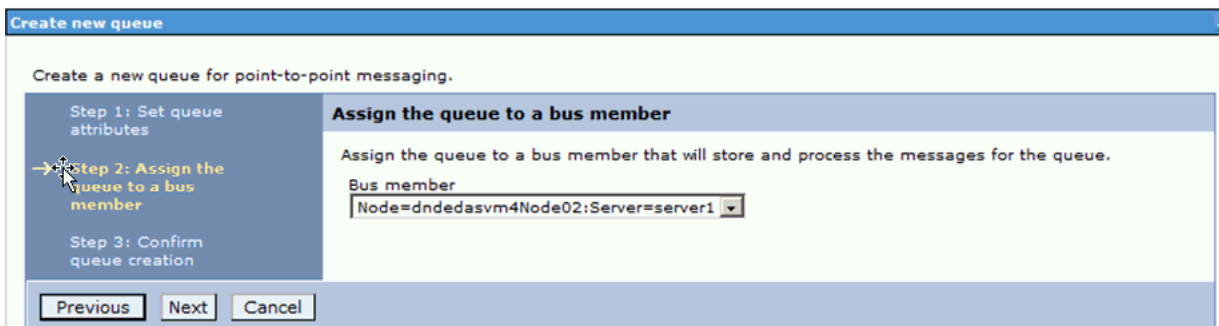 Create new queue
Create a new queue for point-to-point messaging.
Step 1: Set queue
attributes
Step 2: Assign the
queue to a bus
member
Step 3: Confirm
queue creation
Assign the queue to a bus member
Assign the queue to a bus member that will store and process the messages for the queue.
Bus member
Node=dndedasvm4Node02:Server=server1
Previous Next Cancel